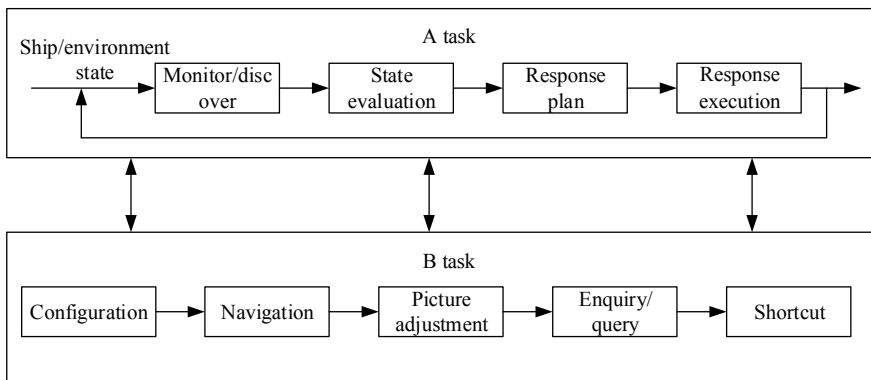 A task
Ship/environment
state
Monitor/disc
over
State
evaluation
Response
plan
Response
execution
B task
Configuration
Navigation
Picture
adjustment
Enquiry/
query
Shortcut